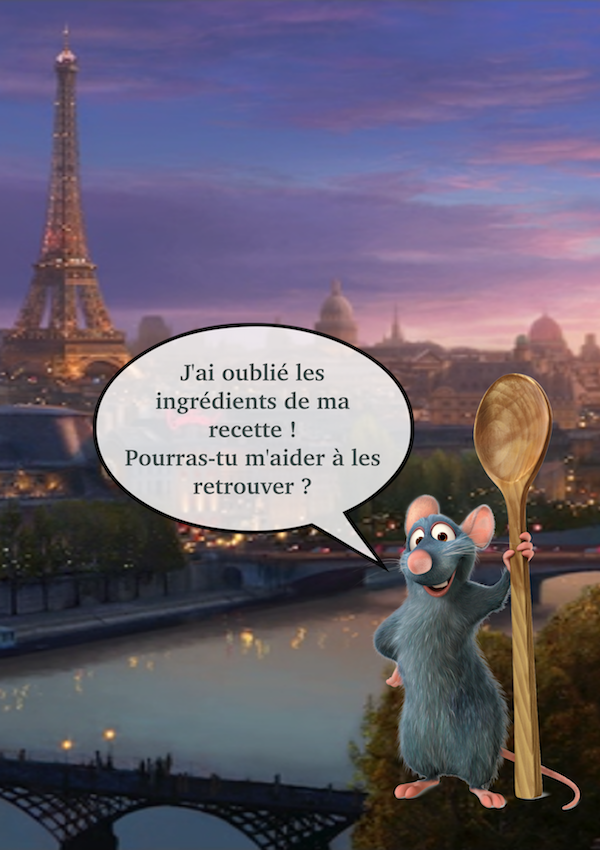 J'ai oublié les
ingrédients de ma
recette !
Pourras-tu m'aider à les
retrouver ?